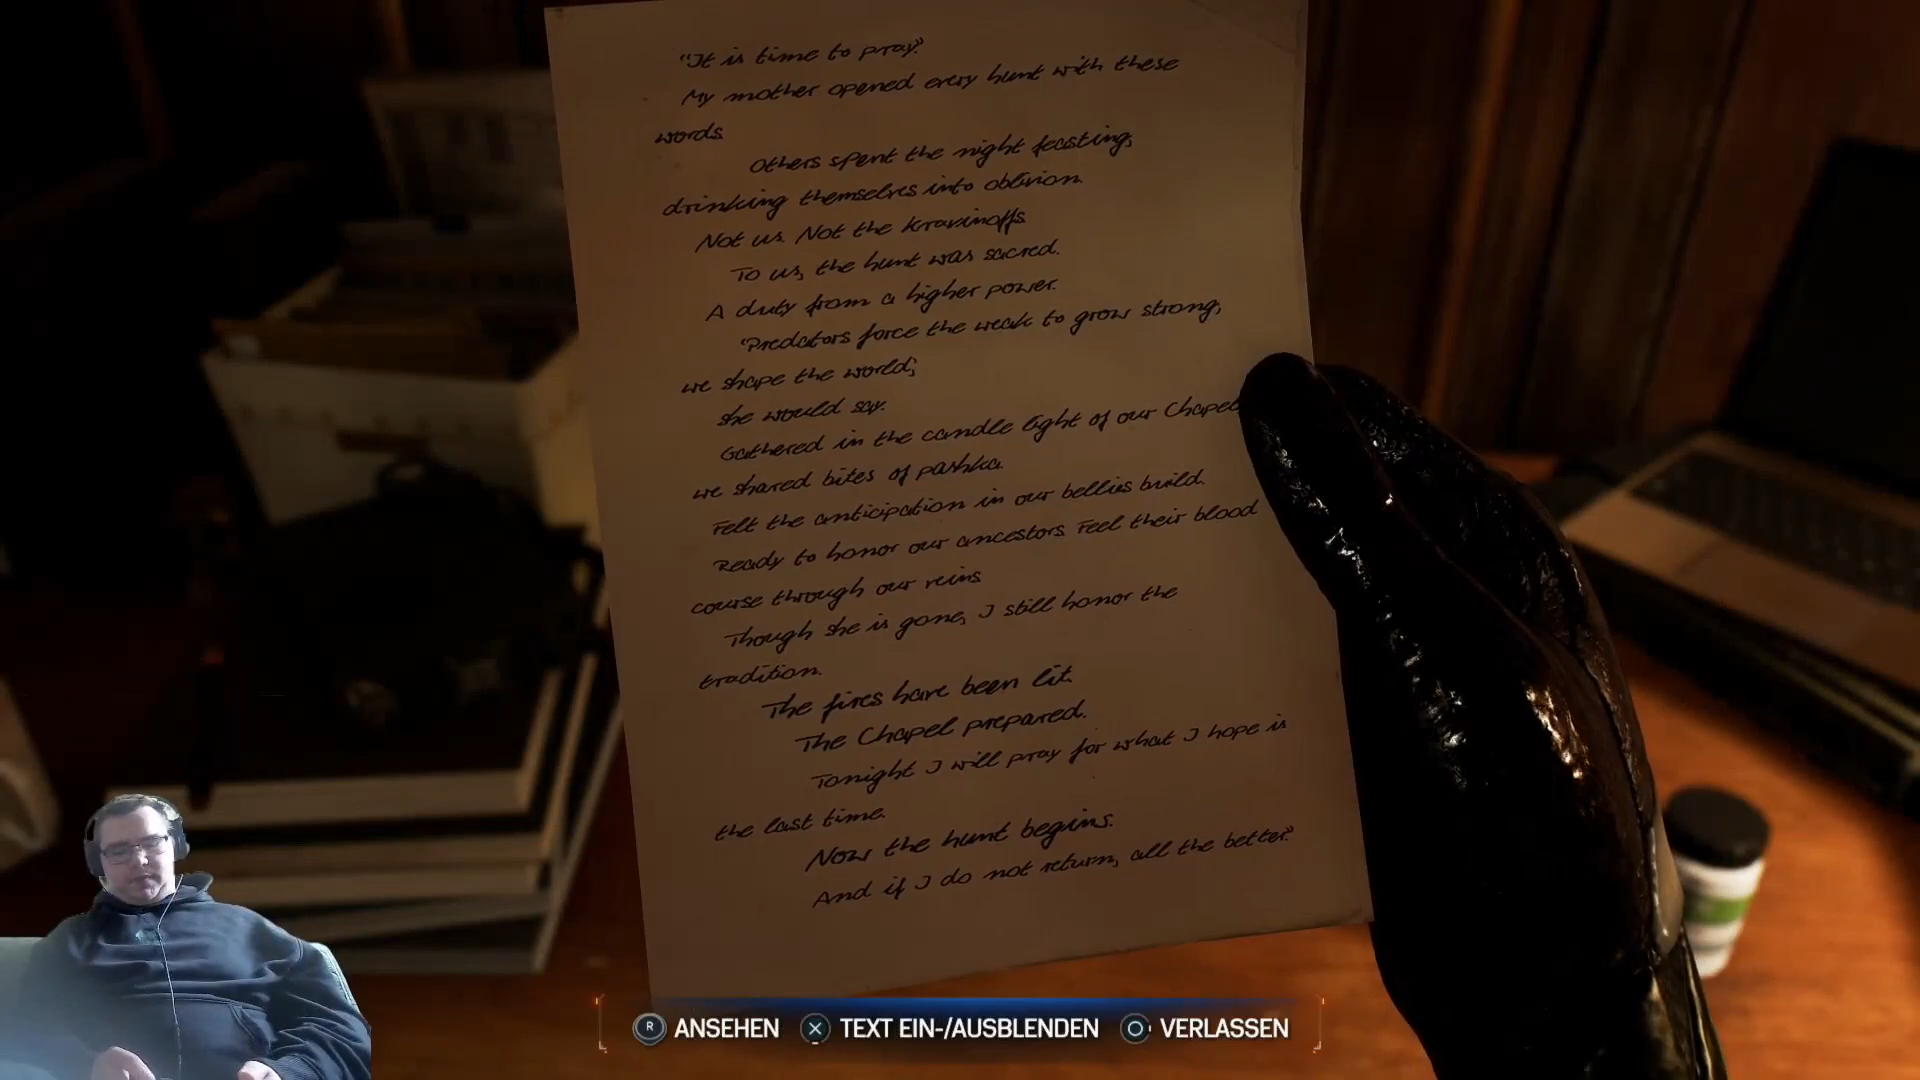 "It is time to pray."
My mother opened every hunt with these
words.
Others spent the night feasting,
drinking themselves into oblivion.
Not us. Not the Kravinoffs.
To us, the hunt was sacred.
A duty from a higher power.
'Predators force the weak to grow strong,
we shape the world,'
she would say.
Gathered in the candle light of our Chapel
we shared bites of pashka.
Felt the anticipation in our bellies build.
Ready to honor our ancestors. Feel their blood
course through our veins.
Though she is gone, I still honor the
tradition.
The fires have been lit.
The Chapel prepared.
Tonight I will pray for what I hope is
the last time.
Now the hunt begins.
And if I do not return, all the better."
R ANSEHEN X TEXT EIN-/AUSBLENDEN O VERLASSEN